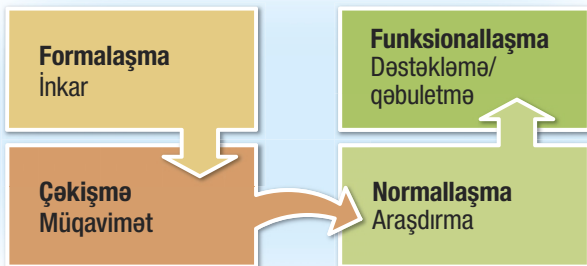 Formalaşma
İnkar
Çəkişmə
Müqavimət
Normallaşma
Araşdırma
Funksionallaşma
Dəstəkləmə/
qəbuletmə